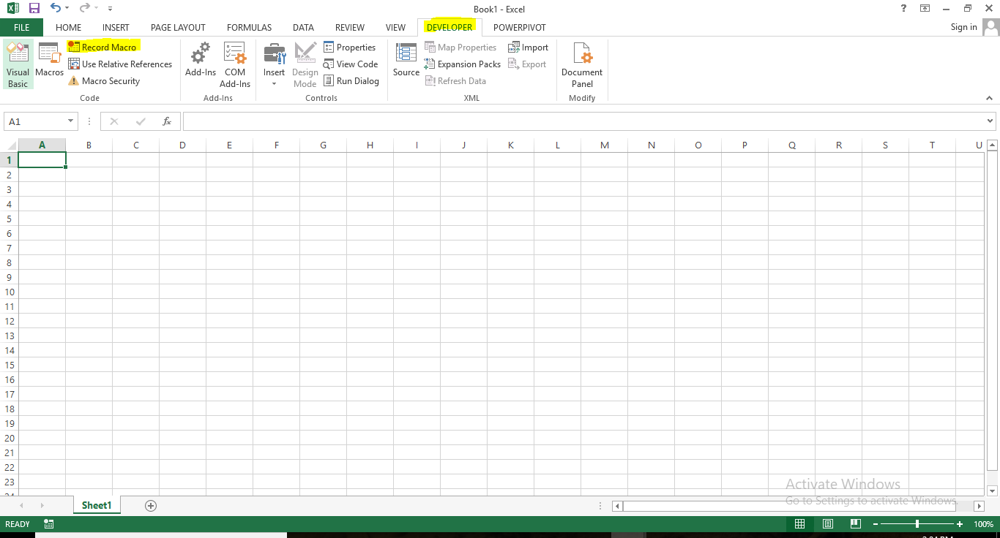 Book1 - Excel
?
FILE HOME INSERT PAGE LAYOUT FORMULAS DATA REVIEW VIEW DEVELOPER POWERPIVOT Sign in
Visual Basic
Macros
Record Macro
Use Relative References
Macro Security
Code
Add-Ins
COM Add-Ins
Add-Ins
Insert
Design Mode
Properties
View Code
Run Dialog
Controls
Source
Map Properties
Expansion Packs
Refresh Data
Import
Export
XML
Document Panel
Modify
A1
fx
A B C D E F G H I J K L M N O P Q R S T U
1
2
3
4
5
6
7
8
9
10
11
12
13
14
15
16
17
18
19
20
21
22
23
24
Activate Windows
Go to Settings to activate Windows.
Sheet1
READY
100%